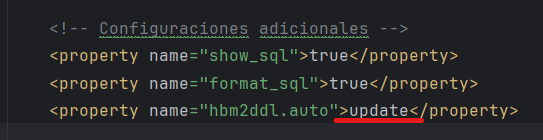 <!-- Configuraciones adicionales -->
<property name="show_sql">true</property>
<property name="format_sql">true</property>
<property name="hbm2ddl.auto">update</property>